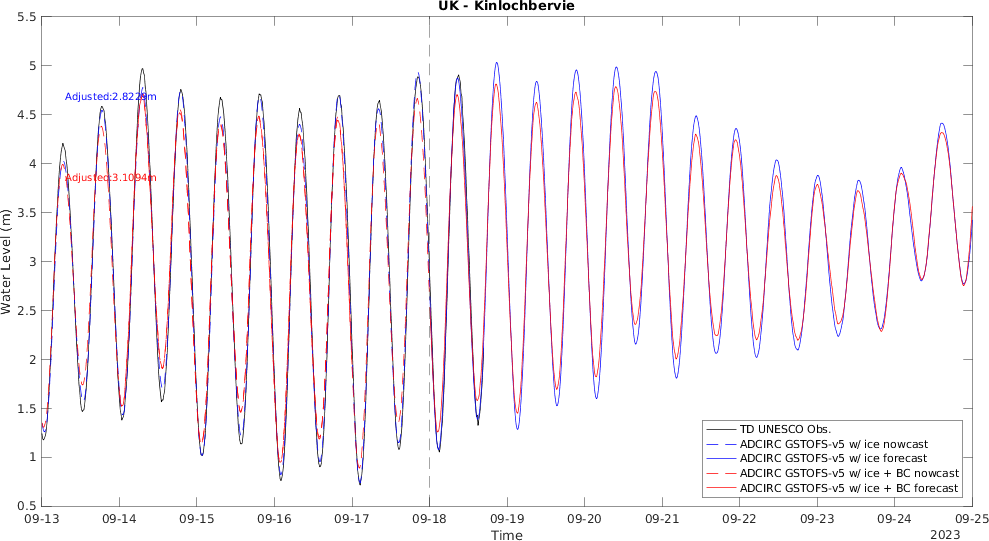 UK - Kinlochbervie
5.5
5
4.5
4
3.5
3
2.5
2
1.5
1
0.5
Water Level (m)
Adjusted:2.8229m
Adjusted:3.1094m
TD UNESCO Obs.
ADCIRC GSTOFS-v5 w/ ice nowcast
ADCIRC GSTOFS-v5 w/ ice forecast
ADCIRC GSTOFS-v5 w/ ice + BC nowcast
ADCIRC GSTOFS-v5 w/ ice + BC forecast
09-13 09-14 09-15 09-16 09-17 09-18 09-19 09-20 09-21 09-22 09-23 09-24 09-25
Time
2023